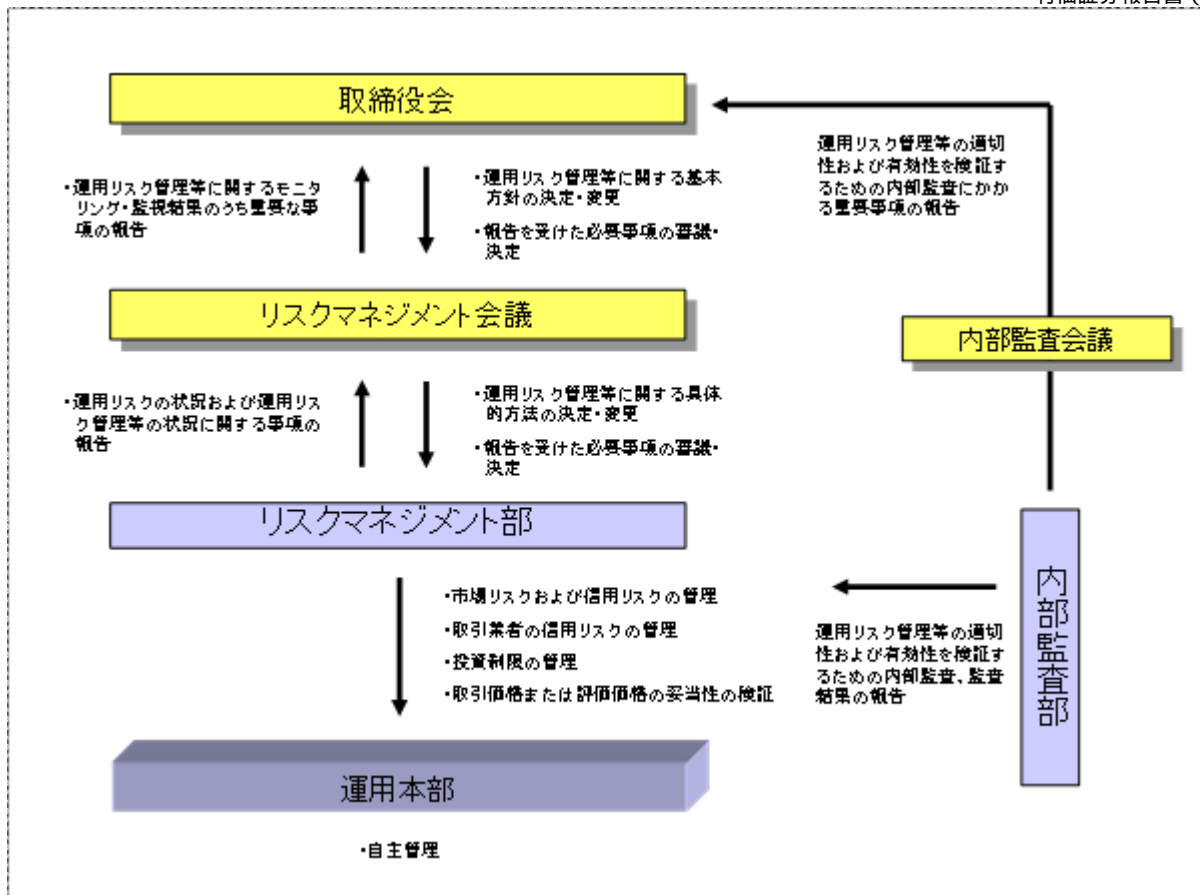 取締役会
・運用リスク管理等に関するモニタ
リング・監視結果のうち重要な事
項の報告
・運用リスク管理等に関する基本
方針の決定・変更
・報告を受けた必要事項の審議・
決定
運用リスク管理等の適切
性および有効性を検証す
るための内部監査にかか
る重要事項の報告
リスクマネジメント会議
内部監査会議
・運用リスクの状況および運用リス
ク管理等の状況に関する事項の
報告
・運用リスク管理等に関する具体
的方法の決定・変更
・報告を受けた必要事項の審議・
決定
リスクマネジメント部
・市場リスクおよび信用リスクの管理
・取引業者の信用リスクの管理
・投資制限の管理
・取引価格または評価価格の妥当性の検証
運用リスク管理等の適切
性および有効性を検証す
るための内部監査、監査
結果の報告
内部監査部
運用本部
・自主管理